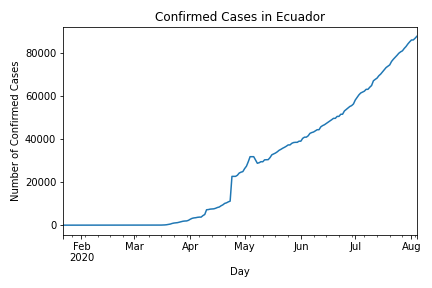 Confirmed Cases in Ecuador
Number of Confirmed Cases
80000
60000
40000
20000
0
Feb
2020
Mar
Apr
May
Jun
Jul
Aug
Day